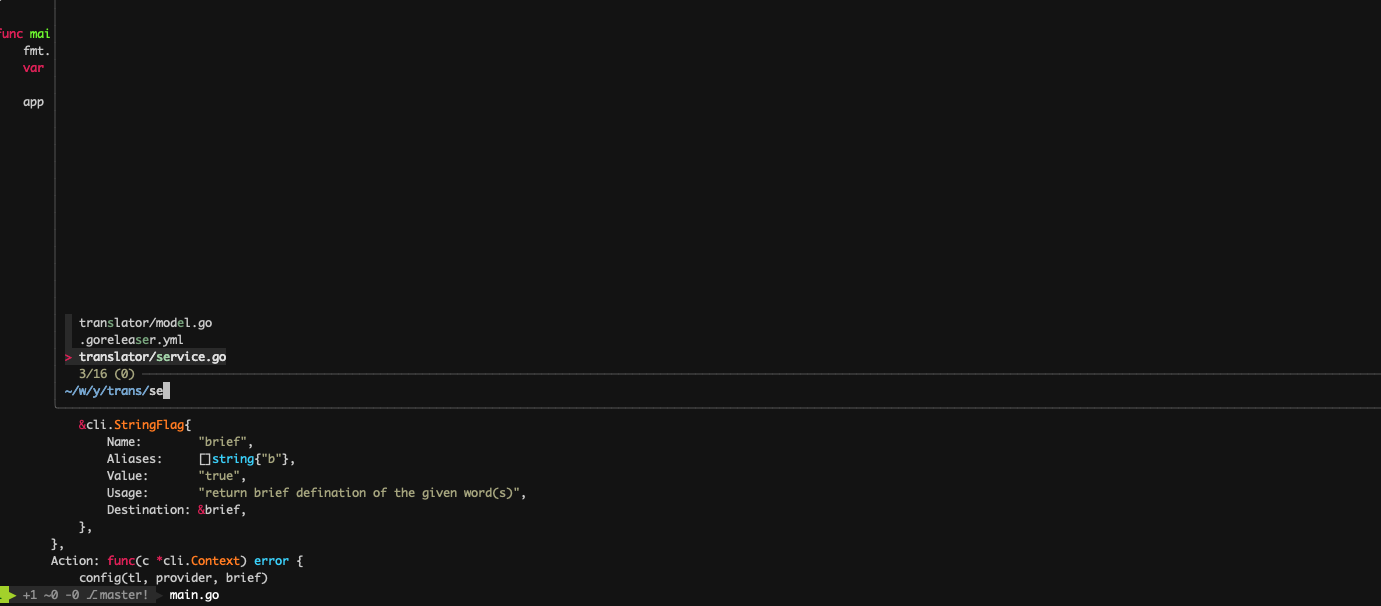 func mai
fmt.
var
app
translator/model.go
.goreleaser.yml
> translator/service.go
3/16 (0)
~/w/y/trans/se
&cli.StringFlag{
Name: "brief",
Aliases: []string{"b"},
Value: "true",
Usage: "return brief defination of the given word(s)",
Destination: &brief,
},
},
Action: func(c *cli.Context) error {
config(tl, provider, brief)
+1 ~0 -0 ⎇master! main.go